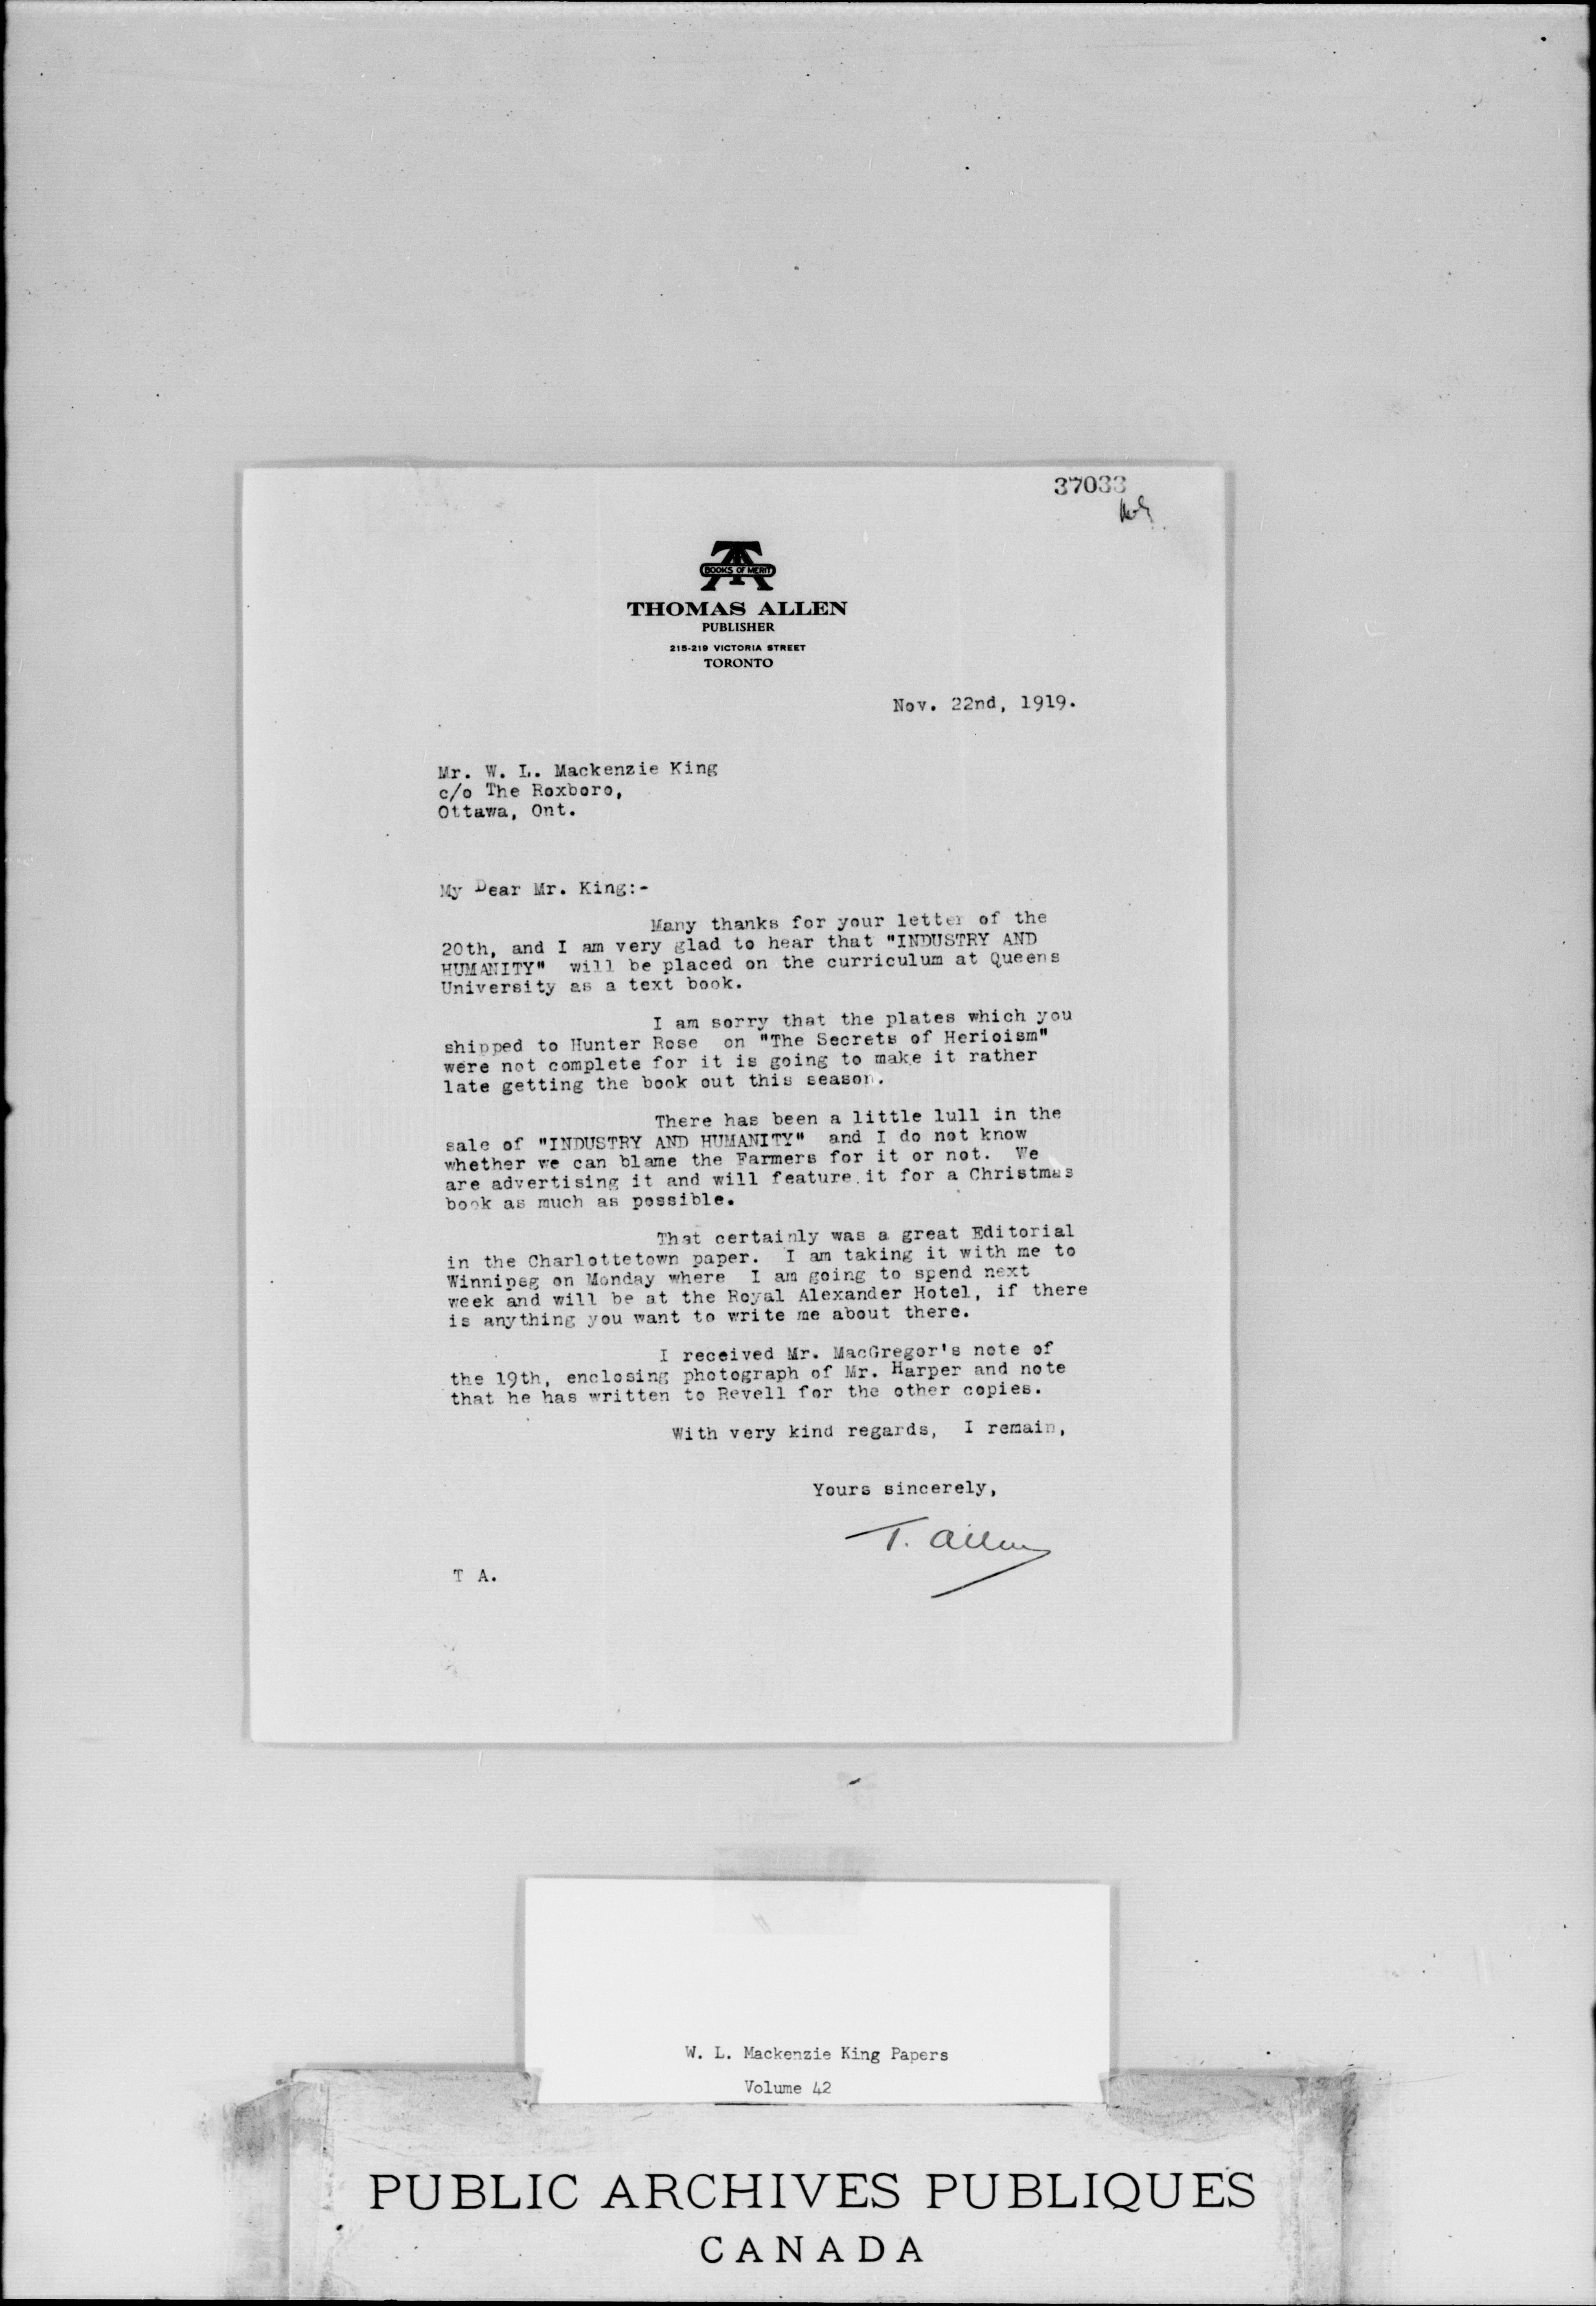 37033
BOOKS OF MERIT
THOMAS ALLEN
PUBLISHER
215-219 VICTORIA STREET
TORONTO
Nov. 22nd, 1919.
Mr. W. L. Mackenzie King
c/o The Roxboro,
Ottawa, Ont.
My Dear Mr. King:-
Many thanks for your letter of the
20th, and I am very glad to hear that "INDUSTRY AND
HUMANITY" will be placed on the curriculum at Queens
University as a text book.
I am sorry that the plates which you
shipped to Hunter Rose on "The Secrets of Herioism"
were not complete for it is going to make it rather
late getting the book out this season.
There has been a little lull in the
sale of "INDUSTRY AND HUMANITY" and I do not know
whether we can blame the Farmers for it or not. We
are advertising it and will feature it for a Christmas
book as much as possible.
That certainly was a great Editorial
in the Charlottetown paper. I am taking it with me to
Winnipeg on Monday where I am going to spend next
week and will be at the Royal Alexander Hotel, if there
is anything you want to write me about there.
I received Mr. MacGregor's note of
the 19th, enclosing photograph of Mr. Harper and note
that he has written to Revell for the other copies.
With very kind regards, I remain,
Yours sincerely,
T. Allen
T A.
W. L. Mackenzie King Papers
Volume 42
PUBLIC ARCHIVES PUBLIQUES
CANADA